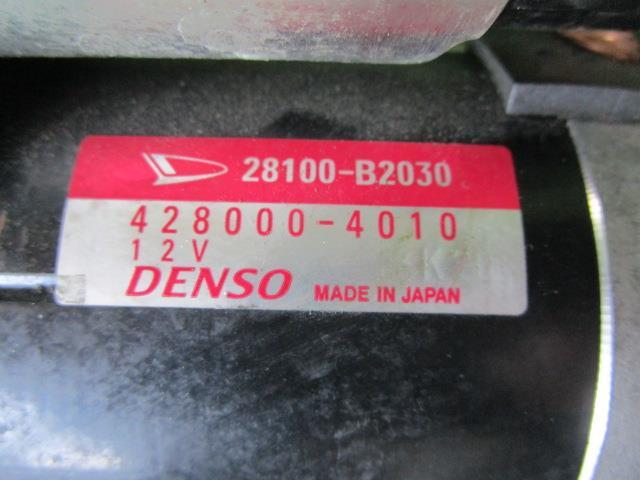 28100-B2030
428000-4010
12V
DENSO MADE IN JAPAN